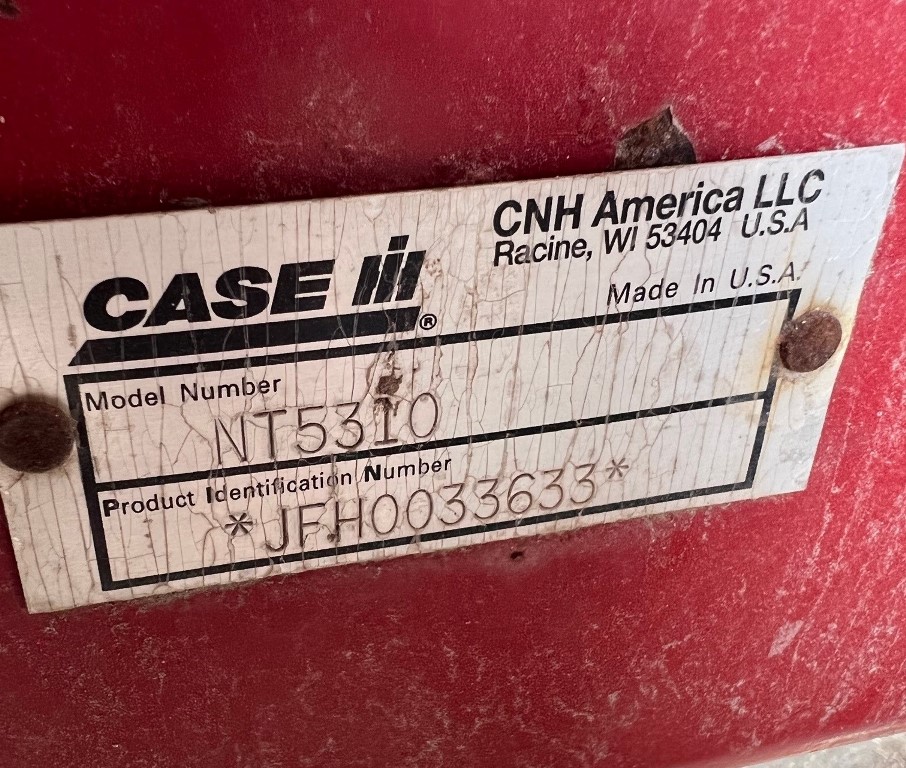 CNH America LLC
Racine, WI 53404 U.S.A
Made In U.S.A.
CASE IH®
Model Number
NT5310
Product Identification Number
*JFH0033633*